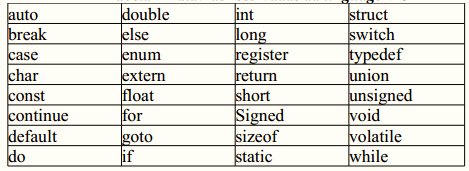 auto double int struct
break else long switch
case enum register typedef
char extern return union
const float short unsigned
continue for Signed void
default goto sizeof volatile
do if static while